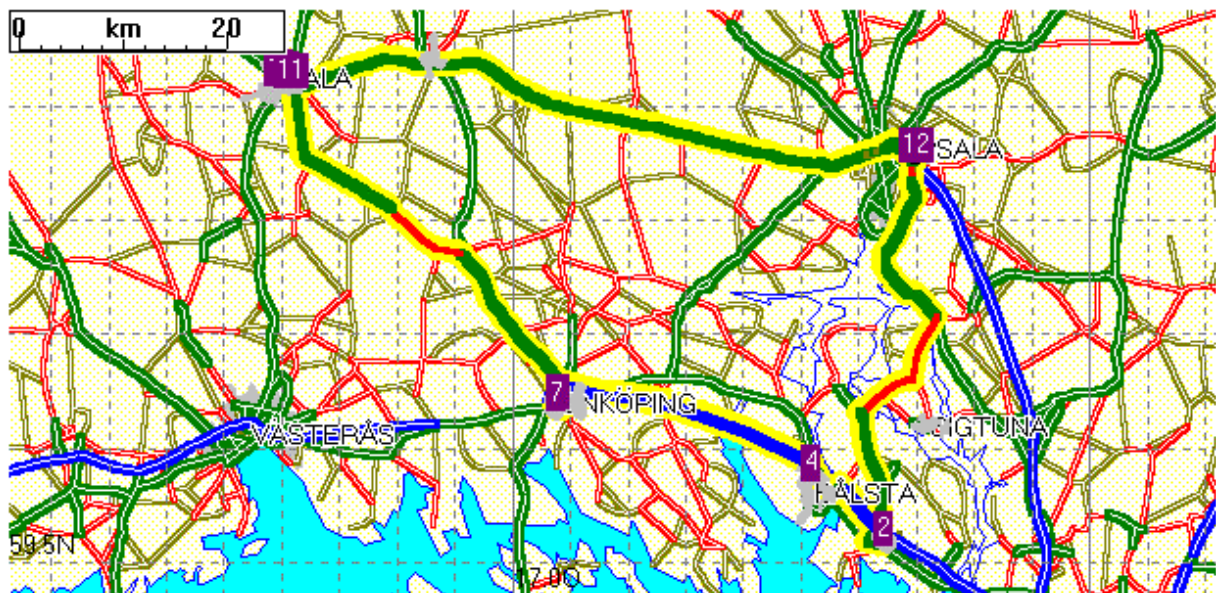 0 km 20
11
ALA
12
SALA
7
NKÖPING
VÄSTERÅS
SIGTUNA
4
BÅLSTA
2
59.5N
17.0O